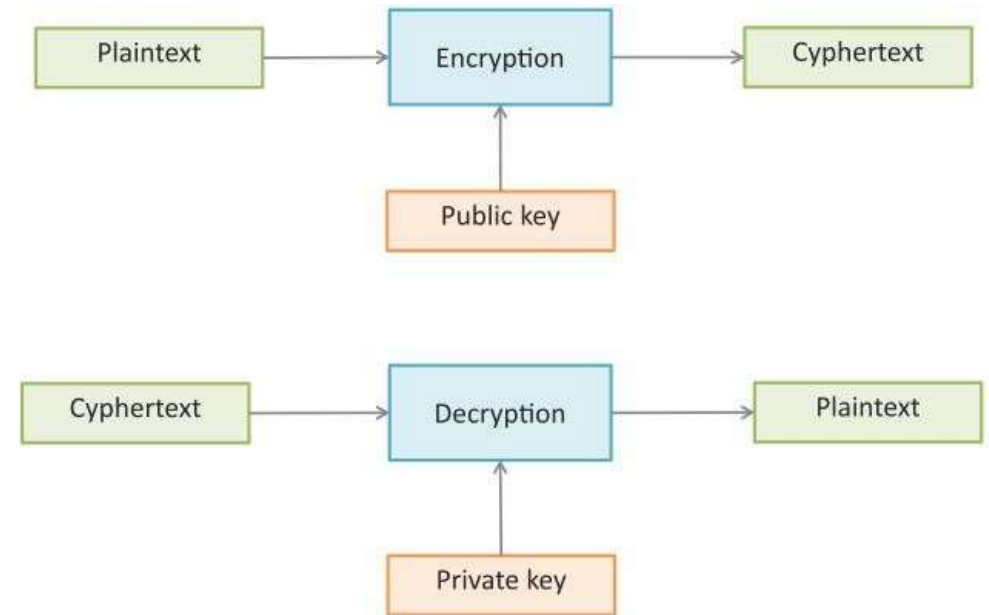 Plaintext
Encryption
Cyphertext
Public key
Cyphertext
Decryption
Plaintext
Private key